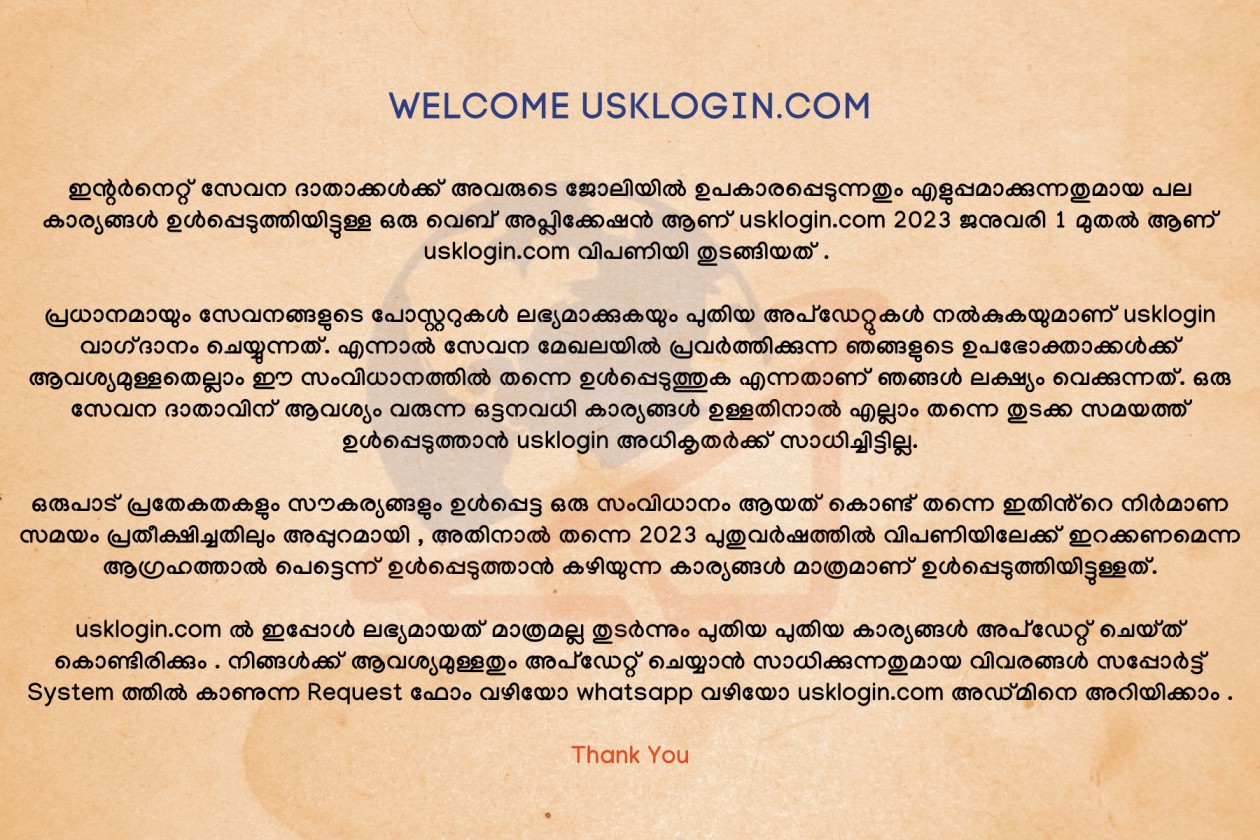 WELCOME USKLOGIN.COM
ഇന്റർനെറ്റ് സേവന ദാതാക്കൾക്ക് അവരുടെ ജോലിയിൽ ഉപകാരപ്പെടുന്നതും എളുപ്പമാക്കുന്നതുമായ പല
കാര്യങ്ങൾ ഉൾപ്പെടുത്തിയിട്ടുള്ള ഒരു വെബ് അപ്ലിക്കേഷൻ ആണ് usklogin.com 2023 ജനുവരി 1 മുതൽ ആണ്
usklogin.com വിപണിയി തുടങ്ങിയത് .
പ്രധാനമായും സേവനങ്ങളുടെ പോസ്റ്ററുകൾ ലഭ്യമാക്കുകയും പുതിയ അപ്ഡേറ്റുകൾ നൽകുകയുമാണ് usklogin
വാഗ്ദാനം ചെയ്യുന്നത്. എന്നാൽ സേവന മേഖലയിൽ പ്രവർത്തിക്കുന്ന ഞങ്ങളുടെ ഉപഭോക്താക്കൾക്ക്
ആവശ്യമുള്ളതെല്ലാം ഈ സംവിധാനത്തിൽ തന്നെ ഉൾപ്പെടുത്തുക എന്നതാണ് ഞങ്ങൾ ലക്ഷ്യം വെക്കുന്നത്. ഒരു
സേവന ദാതാവിന് ആവശ്യം വരുന്ന ഒട്ടനവധി കാര്യങ്ങൾ ഉള്ളതിനാൽ എല്ലാം തന്നെ തുടക്ക സമയത്ത്
ഉൾപ്പെടുത്താൻ usklogin അധികൃതർക്ക് സാധിച്ചിട്ടില്ല.
ഒരുപാട് പ്രതേകതകളും സൗകര്യങ്ങളും ഉൾപ്പെട്ട ഒരു സംവിധാനം ആയത് കൊണ്ട് തന്നെ ഇതിൻ്റെ നിർമാണ
സമയം പ്രതീക്ഷിച്ചതിലും അപ്പുറമായി , അതിനാൽ തന്നെ 2023 പുതുവർഷത്തിൽ വിപണിയിലേക്ക് ഇറക്കണമെന്ന
ആഗ്രഹത്താൽ പെട്ടെന്ന് ഉൾപ്പെടുത്താൻ കഴിയുന്ന കാര്യങ്ങൾ മാത്രമാണ് ഉൾപ്പെടുത്തിയിട്ടുള്ളത്.
usklogin.com ൽ ഇപ്പോൾ ലഭ്യമായത് മാത്രമല്ല തുടർന്നും പുതിയ പുതിയ കാര്യങ്ങൾ അപ്ഡേറ്റ് ചെയ്ത്
കൊണ്ടിരിക്കും . നിങ്ങൾക്ക് ആവശ്യമുള്ളതും അപ്ഡേറ്റ് ചെയ്യാൻ സാധിക്കുന്നതുമായ വിവരങ്ങൾ സപ്പോർട്ട്
System ത്തിൽ കാണുന്ന Request ഫോം വഴിയോ whatsapp വഴിയോ usklogin.com അഡ്മിനെ അറിയിക്കാം .
Thank You